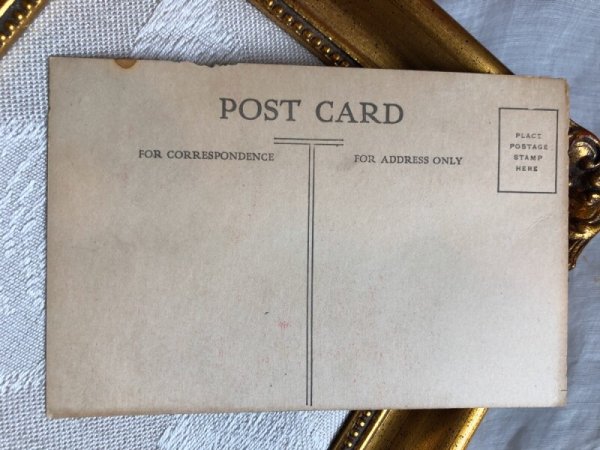 POST CARD
FOR CORRESPONDENCE
FOR ADDRESS ONLY
PLACE
POSTAGE
STAMP
HERE